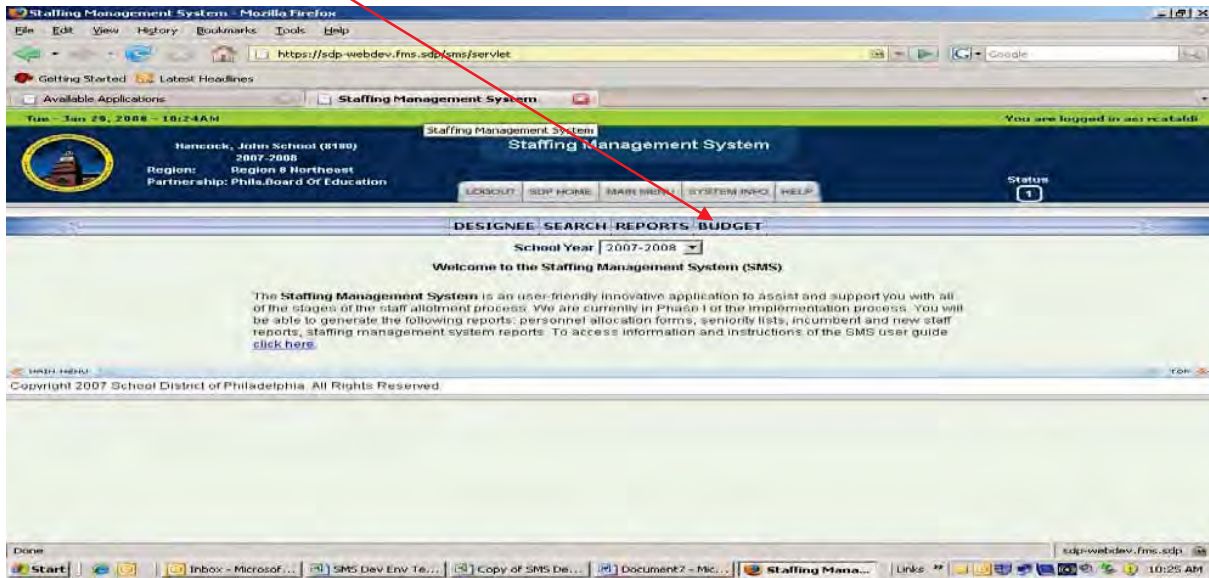 Staffing Management System - Mozilla Firefox
File Edit View History Bookmarks Tools Help
https://sdp-webdev.fms.sdp/sms/servlet
Google
Getting Started Latest Headlines
Available Applications Staffing Management System
Tue - Jan 29, 2008 - 10:24AM You are logged in as: rcataldi
Staffing Management System
Hancock, John School (8180) Staffing Management System
2007-2008
Region: Region 8 Northeast
Partnership: Phila.Board Of Education
LOGOUT SDP HOME MAIN MENU SYSTEM INFO HELP
Status
1
DESIGNEE SEARCH REPORTS BUDGET
School Year 2007-2008
Welcome to the Staffing Management System (SMS)
The Staffing Management System is an user-friendly innovative application to assist and support you with all
of the stages of the staff allotment process. We are currently in Phase I of the implementation process. You will
be able to generate the following reports: personnel allocation forms, seniority lists, incumbent and new staff
reports, staffing management system reports. To access information and instructions of the SMS user guide
click here.
MAIN MENU TOP
Copyright 2007 School District of Philadelphia. All Rights Reserved.
Done sdp-webdev.fms.sdp
Start Inbox - Microsof... SMS Dev Env Te... Copy of SMS De... Document7 - Mic... Staffing Mana... Links » 10:25 AM